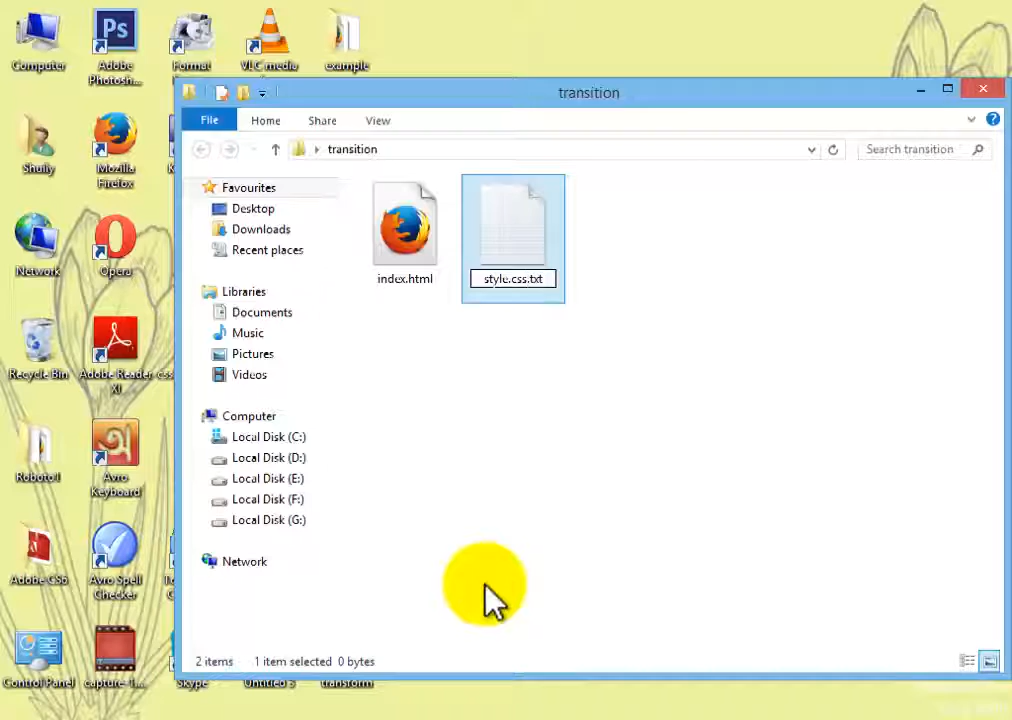 Computer
Adobe
Photosh...
Format
VLC media
example
transition
File
Home
Share
View
transition
Search transition
Shuily
Mozilla
Firefox
Favourites
Desktop
Downloads
Recent places
index.html
style.css.txt
Network
Opera
Libraries
Documents
Music
Pictures
Videos
Recycle Bin
Adobe Reader
XI
css
Computer
Local Disk (C:)
Local Disk (D:)
Local Disk (E:)
Local Disk (F:)
Local Disk (G:)
Avro
Keyboard
Network
Adobe CS6
Avro Spell
Checker
2 items
1 item selected 0 bytes
Control Panel
capture-1...
Skype
Untitled 3
transform